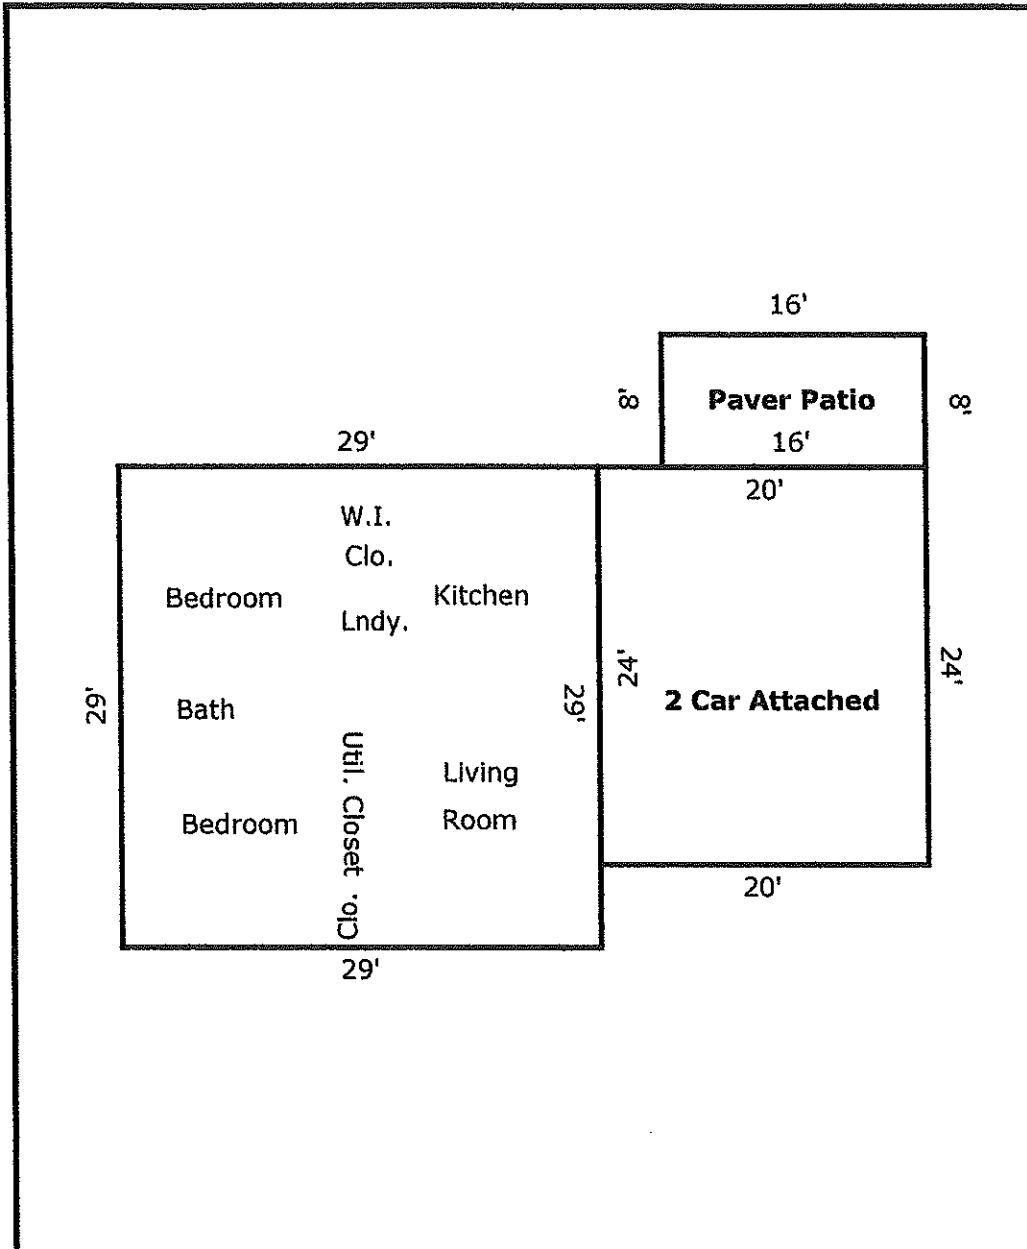 16'
8'
Paver Patio
8'
29'
16'
20'
W.I.
Clo.
Bedroom
Kitchen
Lndy.
29'
Bath
29'
24'
2 Car Attached
24'
Util. Closet
Living
Room
Bedroom
Clo.
20'
29'